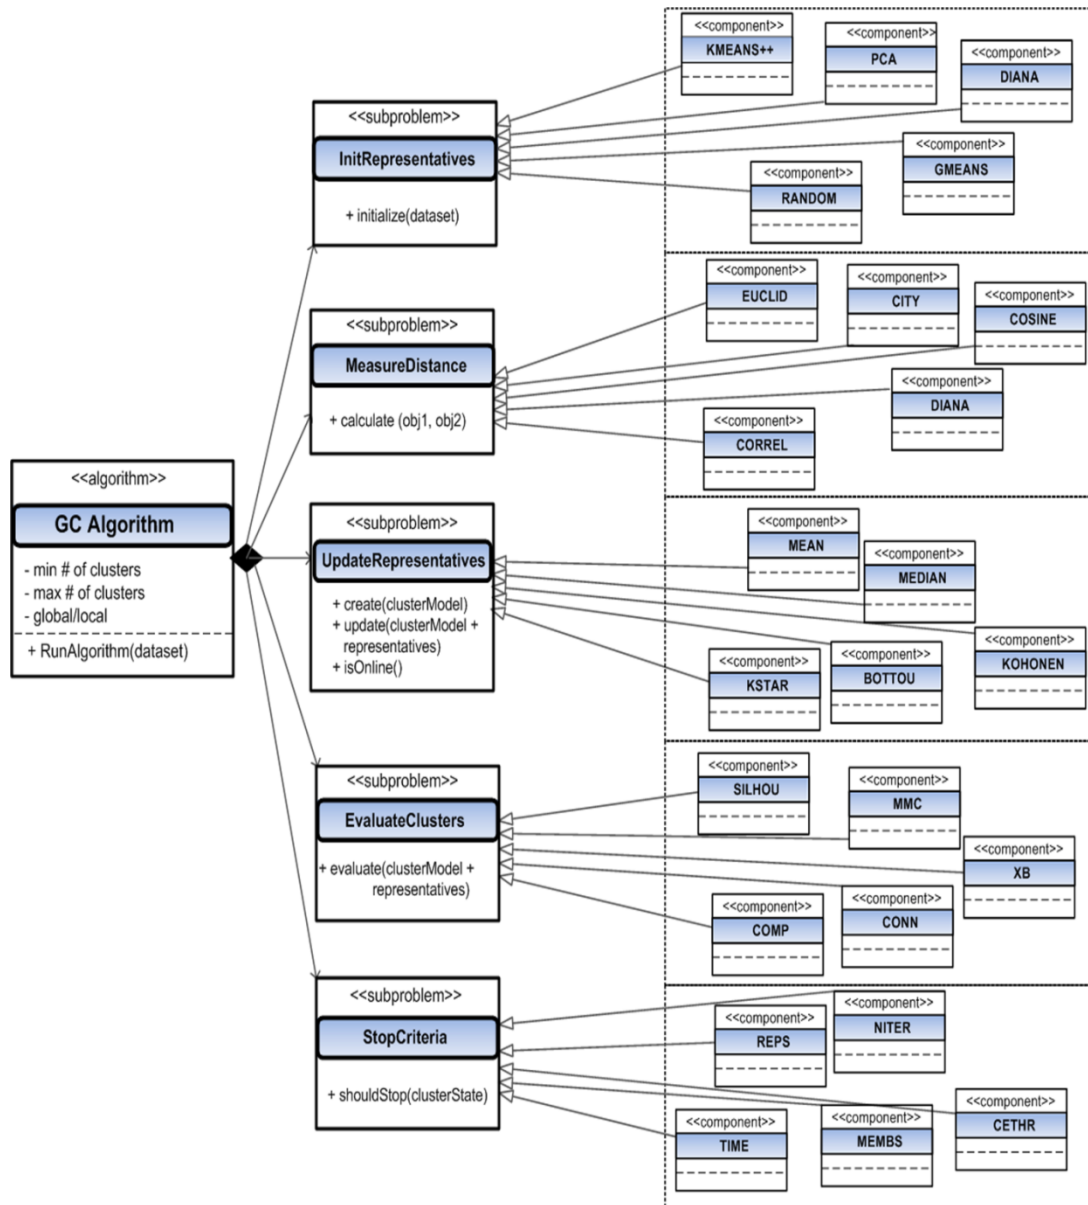 <<algorithm>>
GC Algorithm
- min # of clusters
- max # of clusters
- global/local
+ RunAlgorithm(dataset)
<<subproblem>>
InitRepresentatives
+ initialize(dataset)
<<component>>
KMEANS++
<<component>>
PCA
<<component>>
DIANA
<<component>>
GMEANS
<<component>>
RANDOM
<<subproblem>>
MeasureDistance
+ calculate (obj1, obj2)
<<component>>
EUCLID
<<component>>
CITY
<<component>>
COSINE
<<component>>
DIANA
<<component>>
CORREL
<<subproblem>>
UpdateRepresentatives
+ create(clusterModel)
+ update(clusterModel +
representatives)
+ isOnline()
<<component>>
MEAN
<<component>>
MEDIAN
<<component>>
KOHONEN
<<component>>
BOTTOU
<<component>>
KSTAR
<<subproblem>>
EvaluateClusters
+ evaluate(clusterModel +
representatives)
<<component>>
SILHOU
<<component>>
MMC
<<component>>
XB
<<component>>
CONN
<<component>>
COMP
<<subproblem>>
StopCriteria
+ shouldStop(clusterState)
<<component>>
NITER
<<component>>
REPS
<<component>>
CETHR
<<component>>
MEMBS
<<component>>
TIME